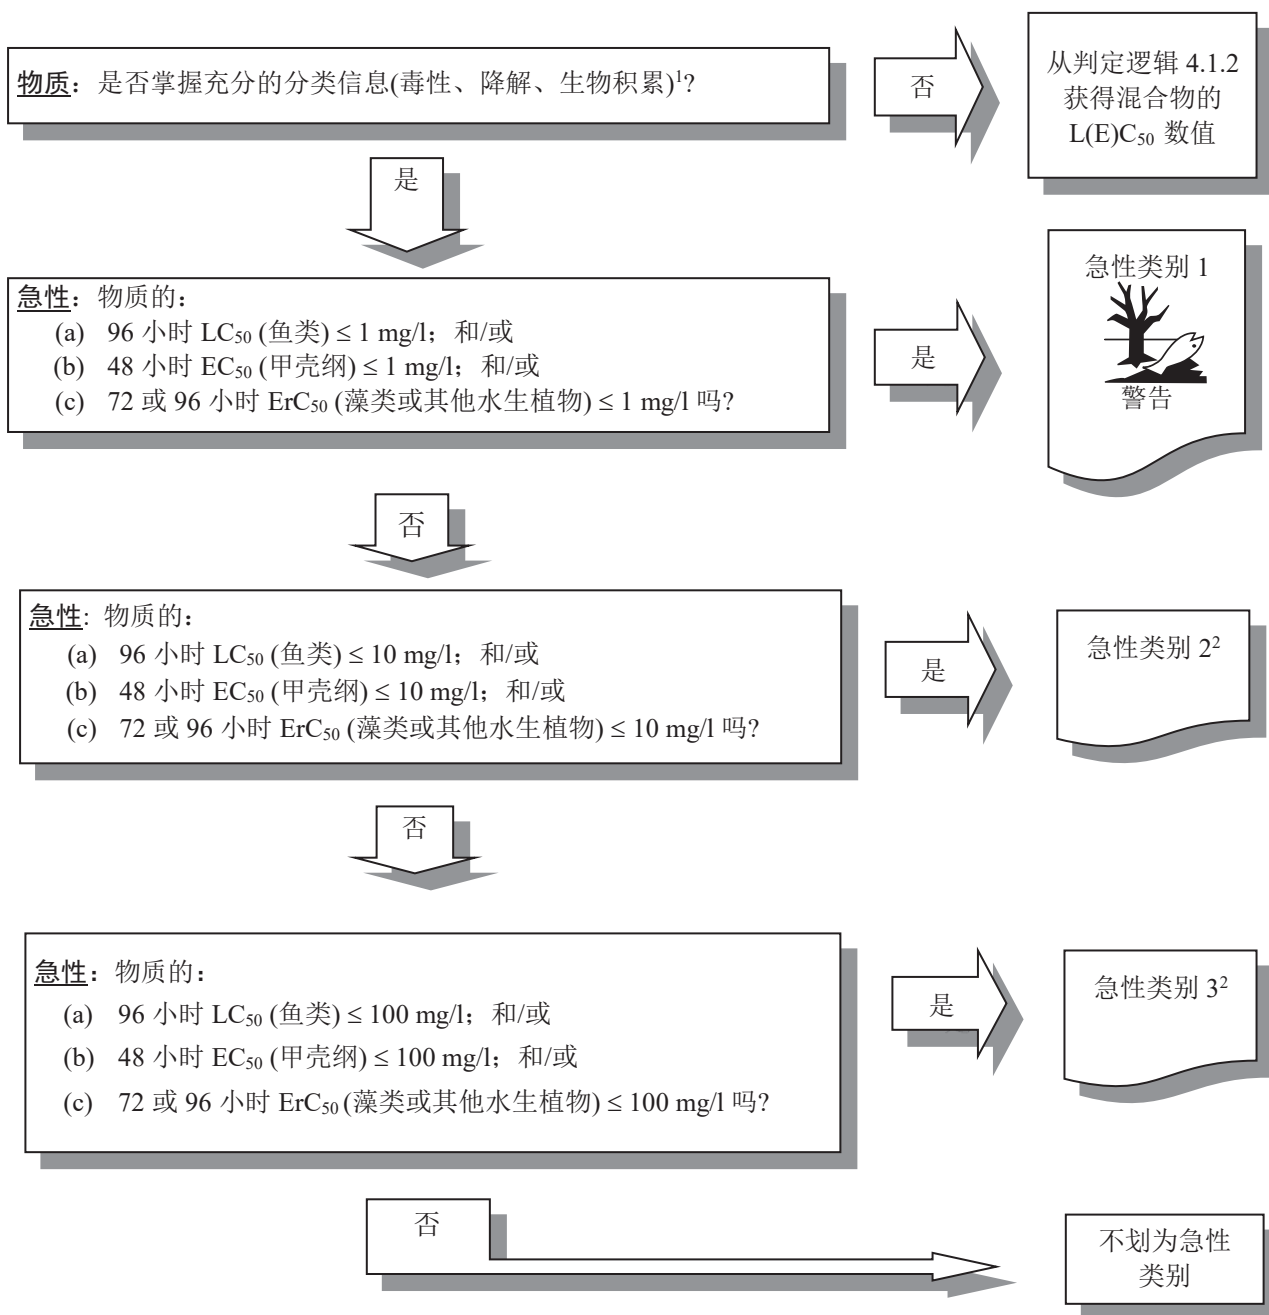 物质：是否掌握充分的分类信息(毒性、降解、生物积累)¹?
否
从判定逻辑 4.1.2
获得混合物的
L(E)C₅₀ 数值
是
急性：物质的：
(a) 96 小时 LC₅₀ (鱼类) ≤ 1 mg/l；和/或
(b) 48 小时 EC₅₀ (甲壳纲) ≤ 1 mg/l；和/或
(c) 72 或 96 小时 ErC₅₀ (藻类或其他水生植物) ≤ 1 mg/l 吗?
是
急性类别 1
警告
否
急性: 物质的：
(a) 96 小时 LC₅₀ (鱼类) ≤ 10 mg/l；和/或
(b) 48 小时 EC₅₀ (甲壳纲) ≤ 10 mg/l；和/或
(c) 72 或 96 小时 ErC₅₀ (藻类或其他水生植物) ≤ 10 mg/l 吗?
是
急性类别 2²
否
急性：物质的：
(a) 96 小时 LC₅₀ (鱼类) ≤ 100 mg/l；和/或
(b) 48 小时 EC₅₀ (甲壳纲) ≤ 100 mg/l；和/或
(c) 72 或 96 小时 ErC₅₀ (藻类或其他水生植物) ≤ 100 mg/l 吗?
是
急性类别 3²
否
不划为急性
类别